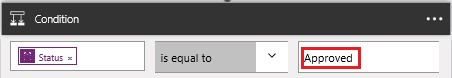 Condition
Status ×
is equal to
Approved